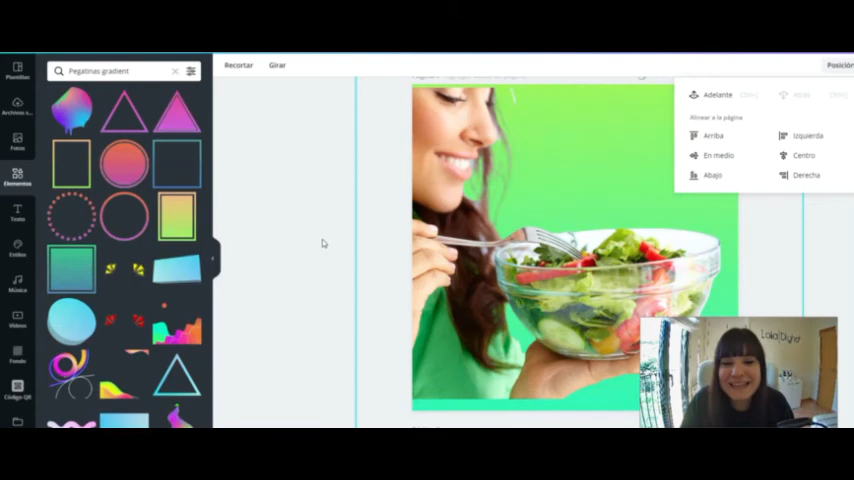 Plantillas
Archivos s...
Fotos
Elementos
Texto
Estilos
Música
Vídeos
Fondo
Código QR
Pegatinas gradient
Recortar Girar
Posición
Adelante
Atrás
Alinear a la página
Arriba Izquierda
En medio Centro
Abajo Derecha